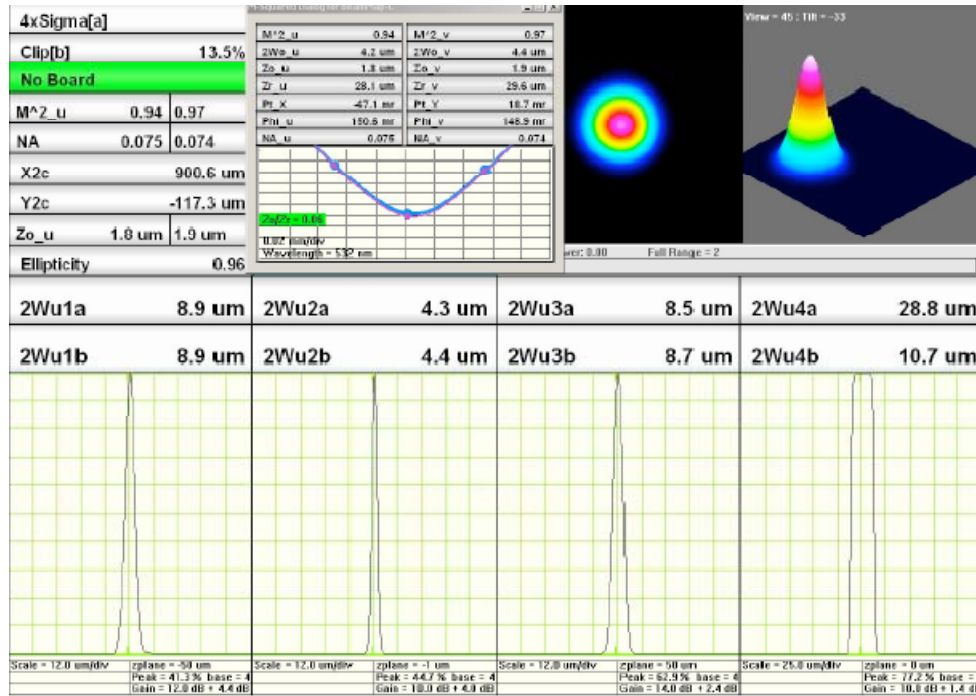 4xSigma[a]
Clip[b] 13.5%
No Board
M^2_u 0.94 0.97
NA 0.075 0.074
X2c 900.6 um
Y2c -117.3 um
Zo_u 1.8 um 1.9 um
Ellipticity 0.96
M^2_u 0.94 M^2_v 0.97
2Wo_u 4.2 um 2Wo_v 4.4 um
Zo_u 1.8 um Zo_v 1.9 um
Zr_u 28.1 um Zr_v 29.6 um
Pt_X -47.1 mr Pt_Y 18.7 mr
Phi_u 150.6 mr Phi_v 148.9 mr
NA_u 0.075 NA_v 0.074
Zo/Zr = 0.06
0.02 mm/div
Wavelength = 532 nm
View = 45 : Tilt = -33
wer: 0.00 Full Range = 2
2Wu1a 8.9 um 2Wu2a 4.3 um 2Wu3a 8.5 um 2Wu4a 28.8 um
2Wu1b 8.9 um 2Wu2b 4.4 um 2Wu3b 8.7 um 2Wu4b 10.7 um
Scale = 12.0 um/div zplane = -50 um Scale = 12.0 um/div zplane = -1 um Scale = 12.0 um/div zplane = 50 um Scale = 25.0 um/div zplane = 0 um
Peak = 41.3 % base = 4 Peak = 44.7 % base = 4 Peak = 62.9 % base = 4 Peak = 77.2 % base =
Gain = 12.0 dB + 4.4 dB Gain = 10.0 dB + 4.0 dB Gain = 14.0 dB + 2.4 dB